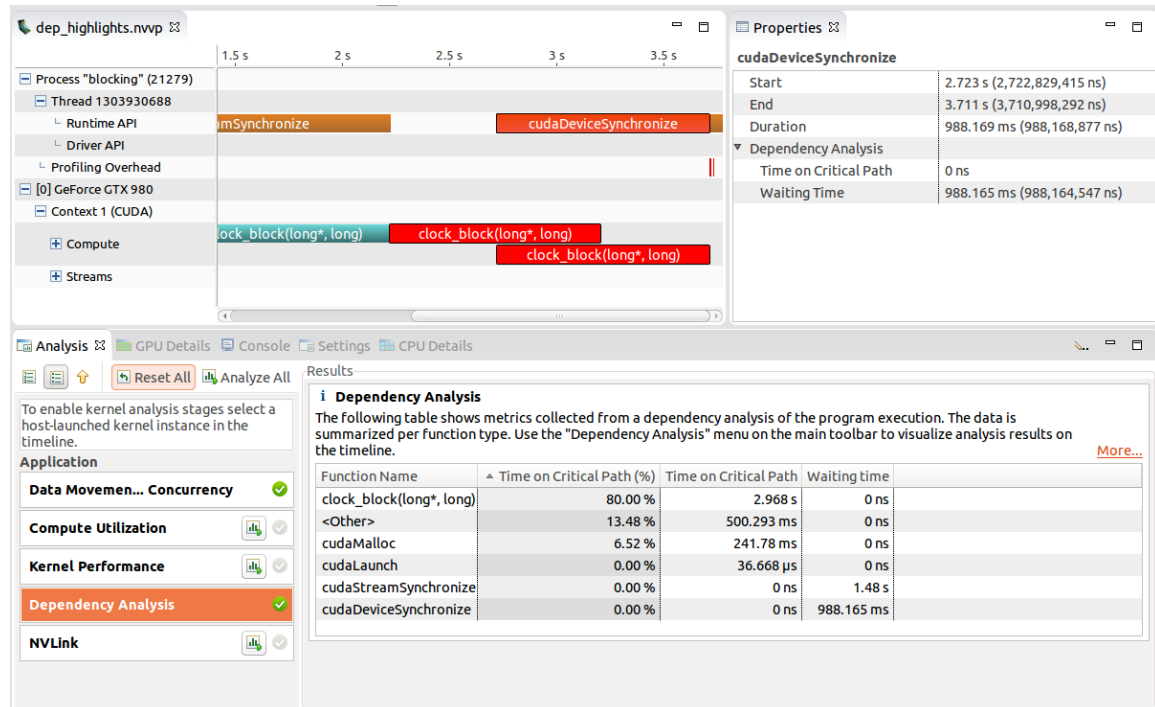 dep_highlights.nvvp
1.5 s 2 s 2.5 s 3 s 3.5 s
Process "blocking" (21279)
Thread 1303930688
Runtime API
mSynchronize
cudaDeviceSynchronize
Driver API
Profiling Overhead
[0] GeForce GTX 980
Context 1 (CUDA)
Compute
ock_block(long*, long)
clock_block(long*, long)
clock_block(long*, long)
Streams
Properties
cudaDeviceSynchronize
Start 2.723 s (2,722,829,415 ns)
End 3.711 s (3,710,998,292 ns)
Duration 988.169 ms (988,168,877 ns)
Dependency Analysis
Time on Critical Path 0 ns
Waiting Time 988.165 ms (988,164,547 ns)
Analysis GPU Details Console Settings CPU Details
Reset All Analyze All
To enable kernel analysis stages select a
host-launched kernel instance in the
timeline.
Application
Data Movemen... Concurrency
Compute Utilization
Kernel Performance
Dependency Analysis
NVLink
Results
i Dependency Analysis
The following table shows metrics collected from a dependency analysis of the program execution. The data is
summarized per function type. Use the "Dependency Analysis" menu on the main toolbar to visualize analysis results on
the timeline.
More...
Function Name Time on Critical Path (%) Time on Critical Path Waiting time
clock_block(long*, long) 80.00 % 2.968 s 0 ns
<Other> 13.48 % 500.293 ms 0 ns
cudaMalloc 6.52 % 241.78 ms 0 ns
cudaLaunch 0.00 % 36.668 µs 0 ns
cudaStreamSynchronize 0.00 % 0 ns 1.48 s
cudaDeviceSynchronize 0.00 % 0 ns 988.165 ms